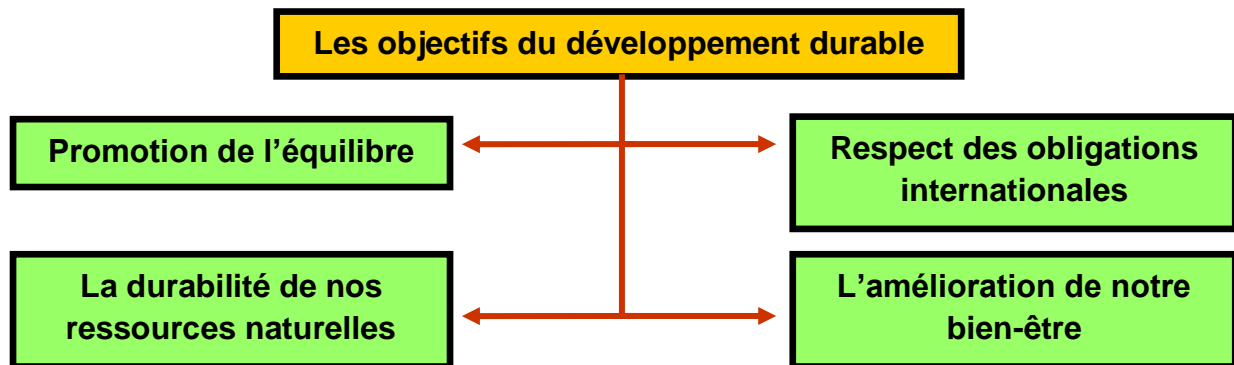 Les objectifs du développement durable
Promotion de l’équilibre
Respect des obligations
internationales
La durabilité de nos
ressources naturelles
L’amélioration de notre
bien-être